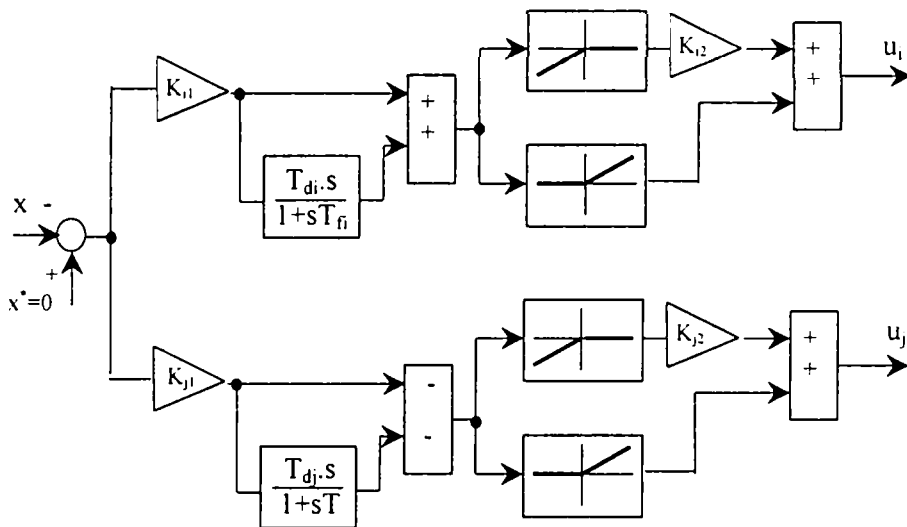 K_i1
T_di.s
1+sT_fi
+
+
K_i2
+
+
u_i
x -
+
x*=0
K_j1
T_dj.s
1+sT
-
-
K_j2
+
+
u_j